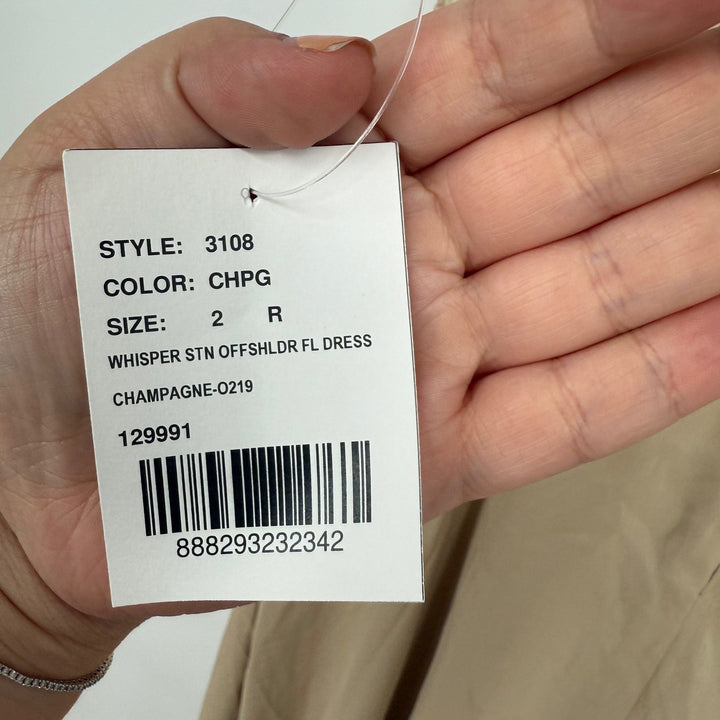 STYLE: 3108
COLOR: CHPG
SIZE: 2 R
WHISPER STN OFFSHLDR FL DRESS
CHAMPAGNE-O219
129991
888293232342